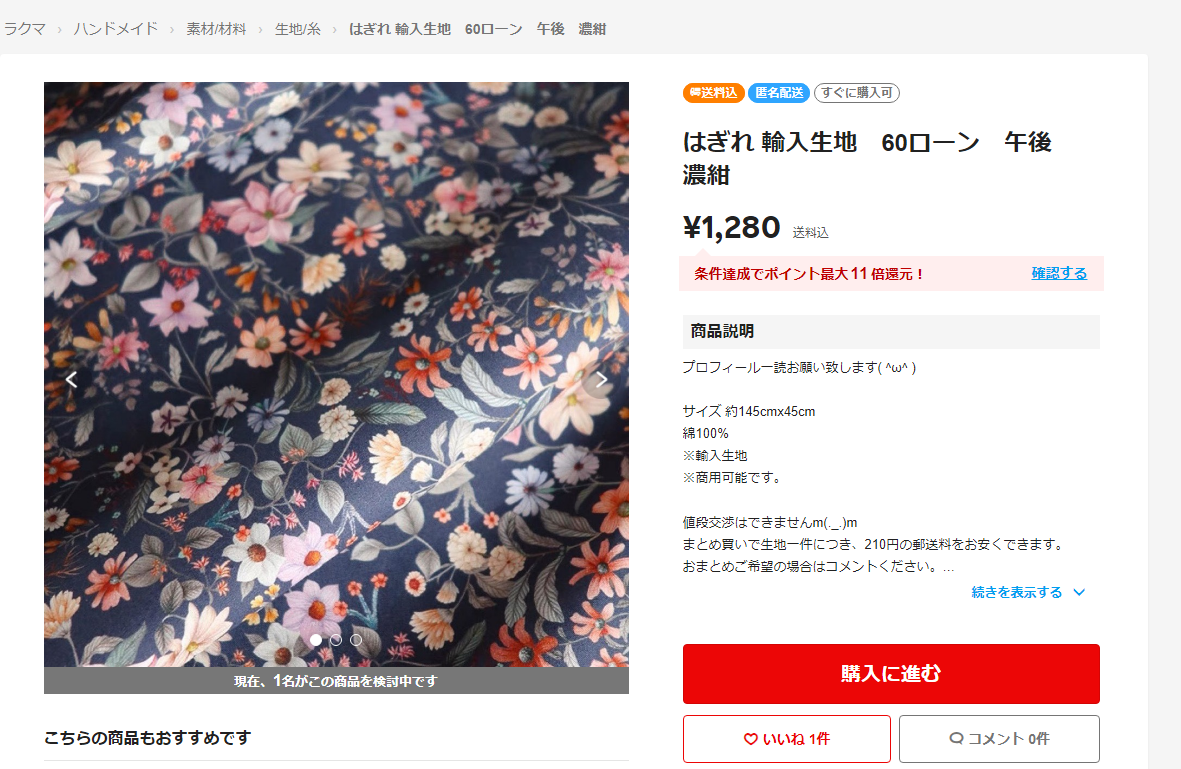 ラクマ › ハンドメイド › 素材/材料 › 生地/糸 › はぎれ 輸入生地　60ローン　午後　濃紺
送料込 匿名配送 すぐに購入可
はぎれ 輸入生地　60ローン　午後
濃紺
¥1,280 送料込
条件達成でポイント最大11倍還元！ 確認する
商品説明
プロフィール一読お願い致します( ^ω^ )
サイズ 約145cmx45cm
綿100%
※輸入生地
※商用可能です。
値段交渉はできませんm(._.)m
まとめ買いで生地一件につき、210円の郵送料をお安くできます。
おまとめご希望の場合はコメントください。…
続きを表示する
購入に進む
いいね 1件 コメント 0件
現在、1名がこの商品を検討中です
こちらの商品もおすすめです